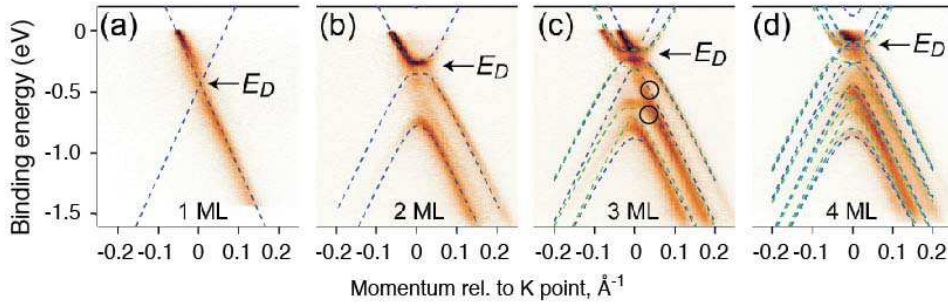 Binding energy (eV)
0
-0.5
-1.0
-1.5
(a)
E_D
1 ML
-0.2 -0.1 0 0.1 0.2
(b)
E_D
2 ML
-0.2 -0.1 0 0.1 0.2
(c)
E_D
3 ML
-0.2 -0.1 0 0.1 0.2
(d)
E_D
4 ML
-0.2 -0.1 0 0.1 0.2
Momentum rel. to K point, Å⁻¹